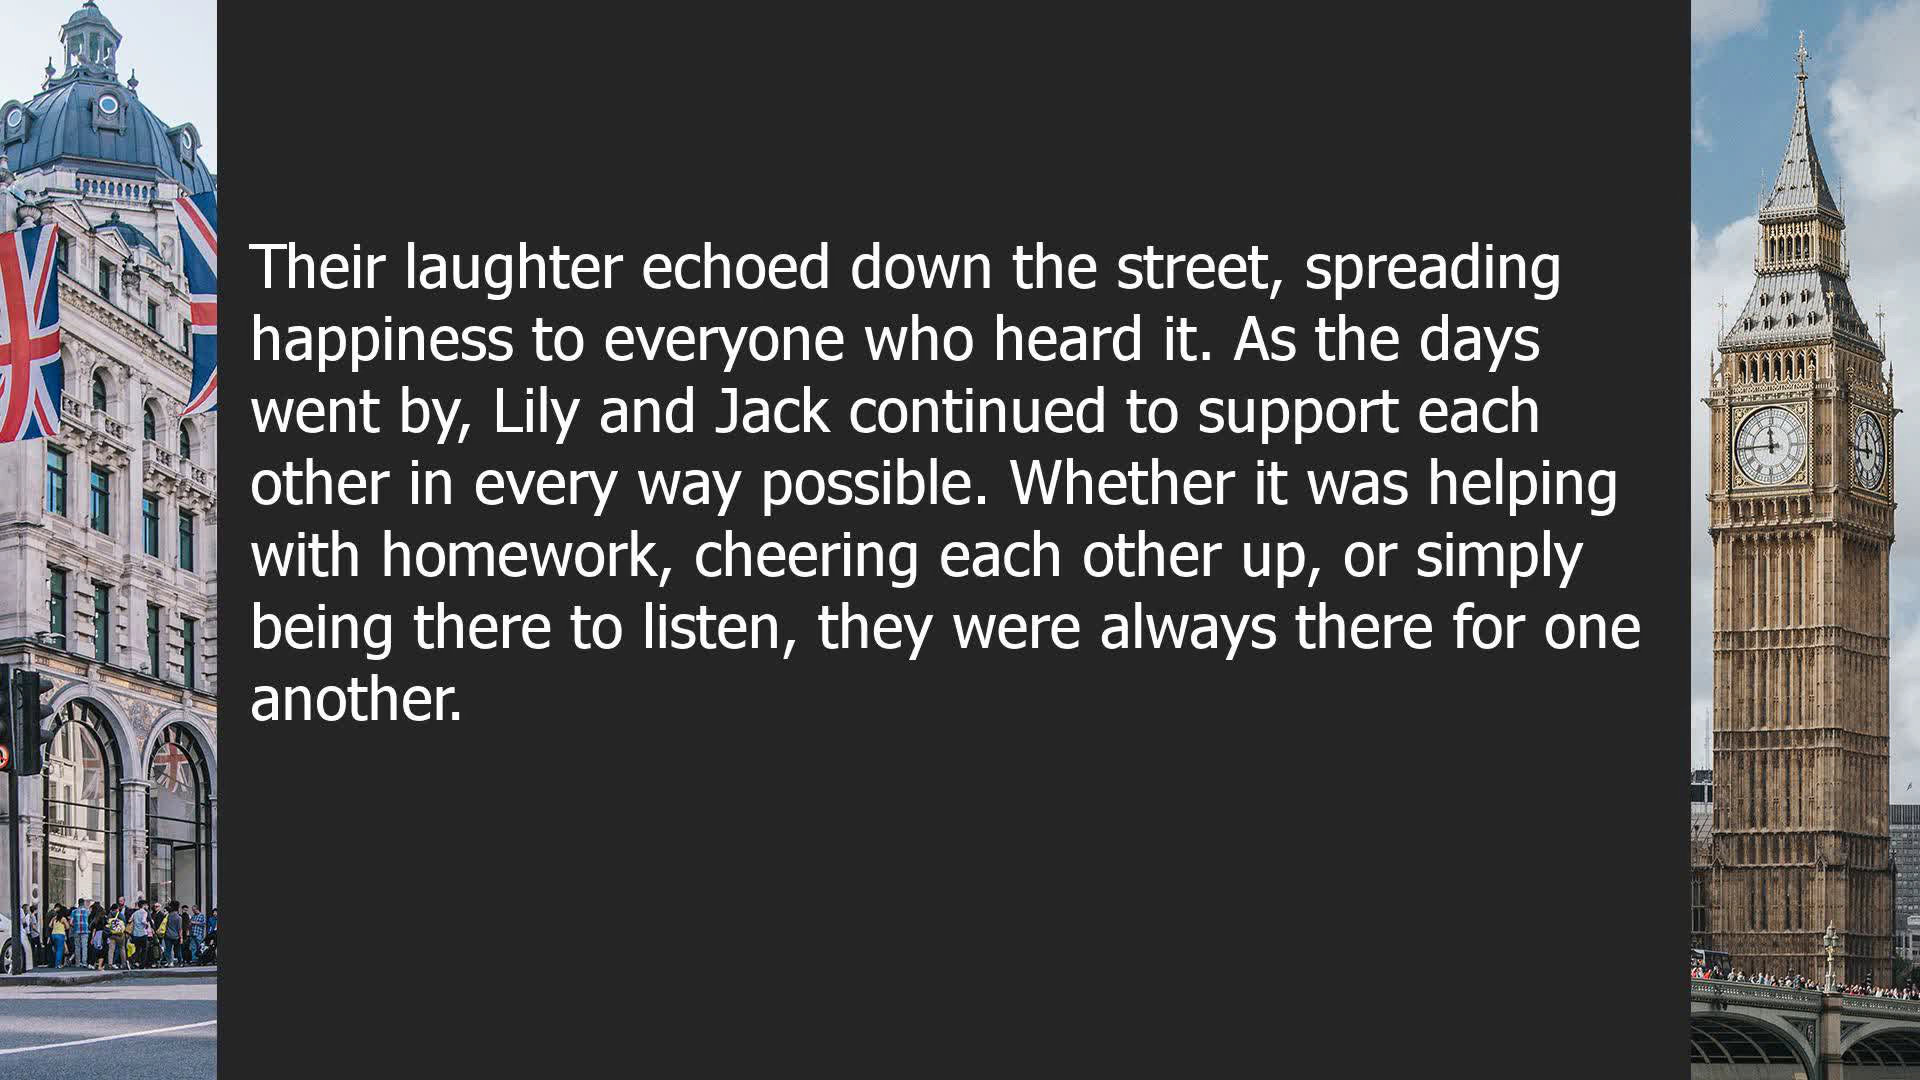 Their laughter echoed down the street, spreading
happiness to everyone who heard it. As the days
went by, Lily and Jack continued to support each
other in every way possible. Whether it was helping
with homework, cheering each other up, or simply
being there to listen, they were always there for one
another.